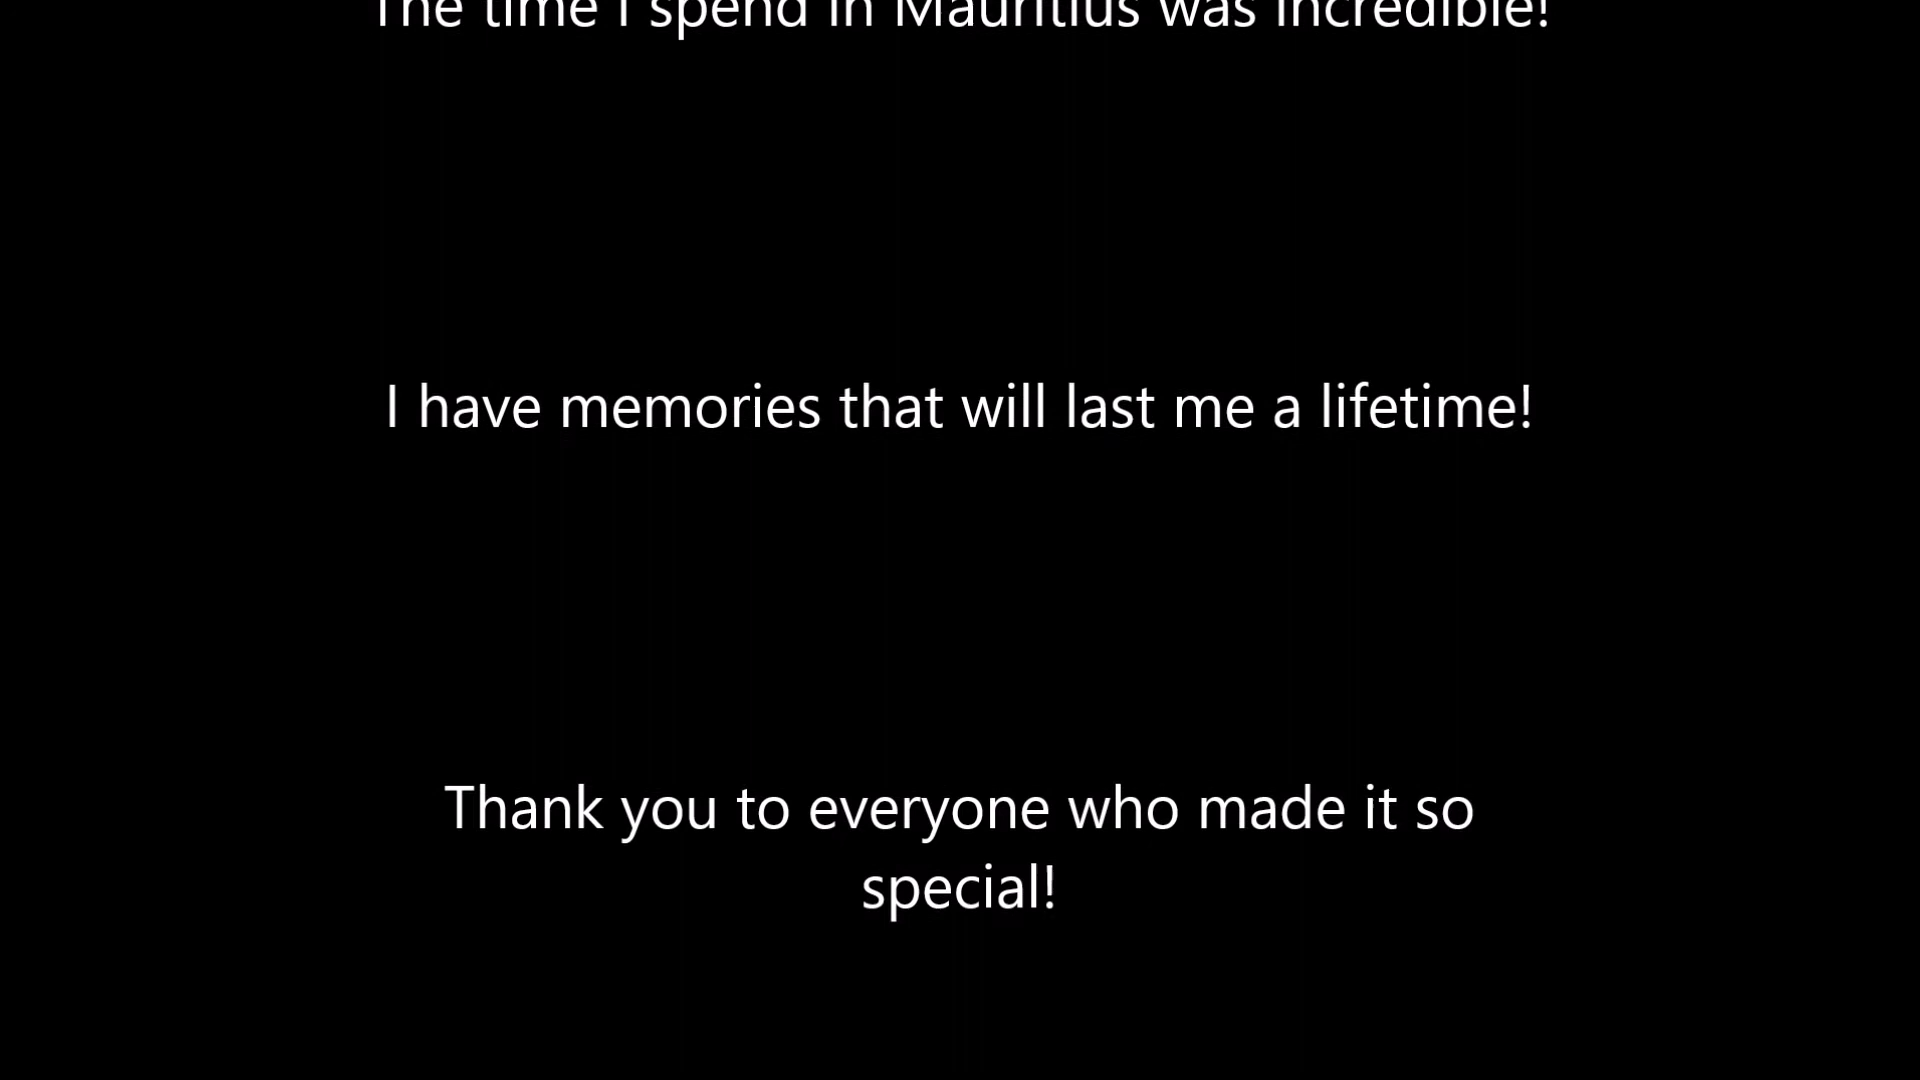 The time I spend in Mauritius was incredible!
I have memories that will last me a lifetime!
Thank you to everyone who made it so
special!